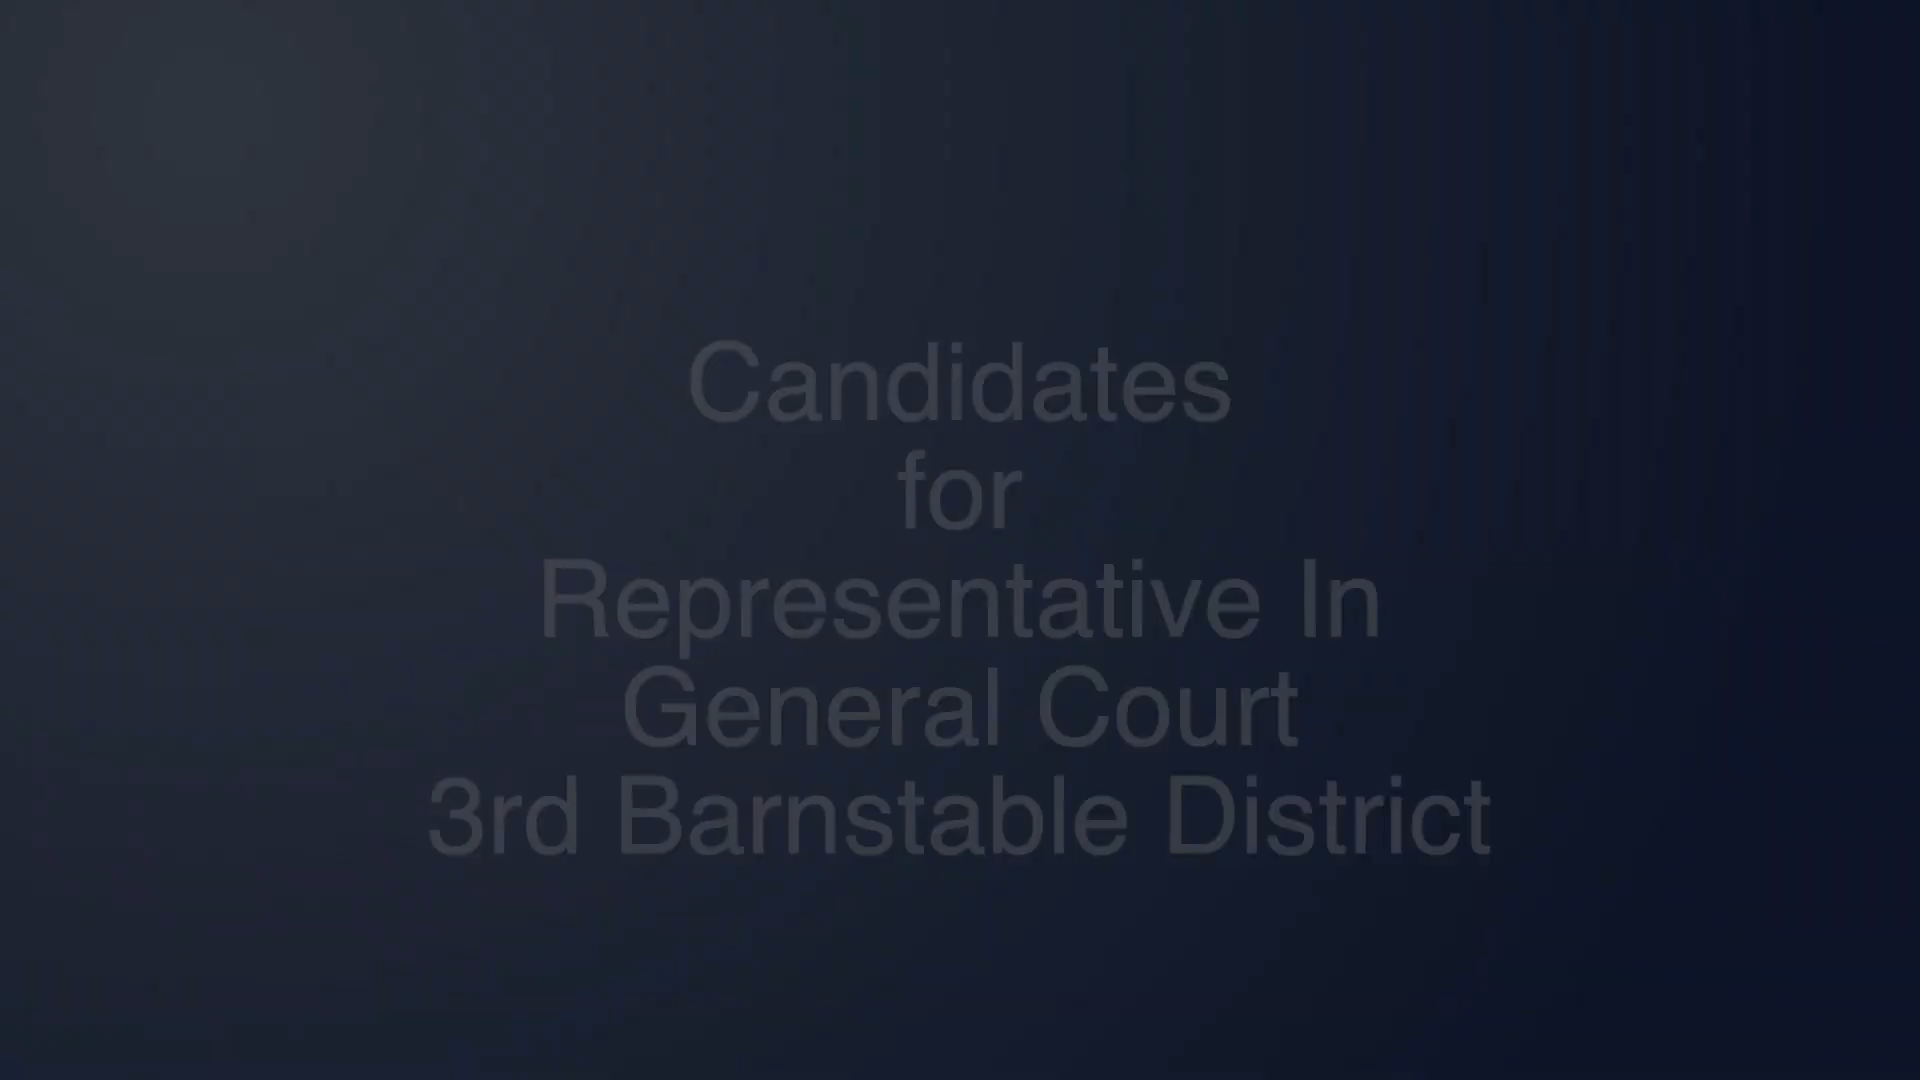 Candidates
for
Representative In
General Court
3rd Barnstable District